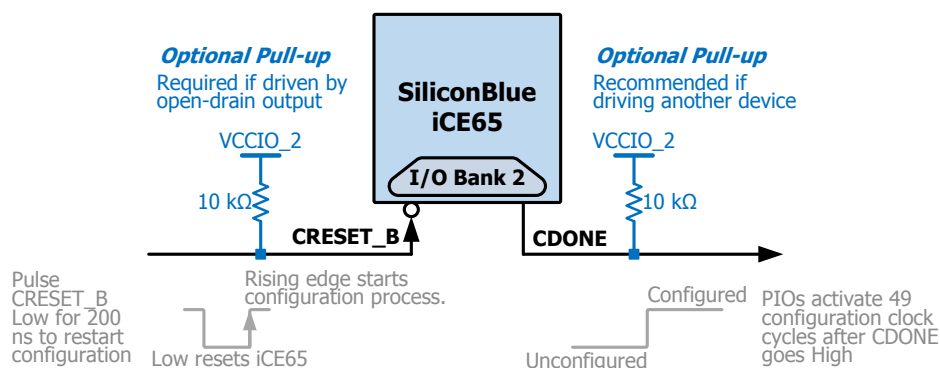 Optional Pull-up
Required if driven by
open-drain output
VCCIO_2
10 kΩ
SiliconBlue
iCE65
I/O Bank 2
Optional Pull-up
Recommended if
driving another device
VCCIO_2
10 kΩ
CRESET_B
CDONE
Pulse
CRESET_B
Low for 200
ns to restart
configuration
Rising edge starts
configuration process.
Low resets iCE65
Configured
Unconfigured
PIOs activate 49
configuration clock
cycles after CDONE
goes High